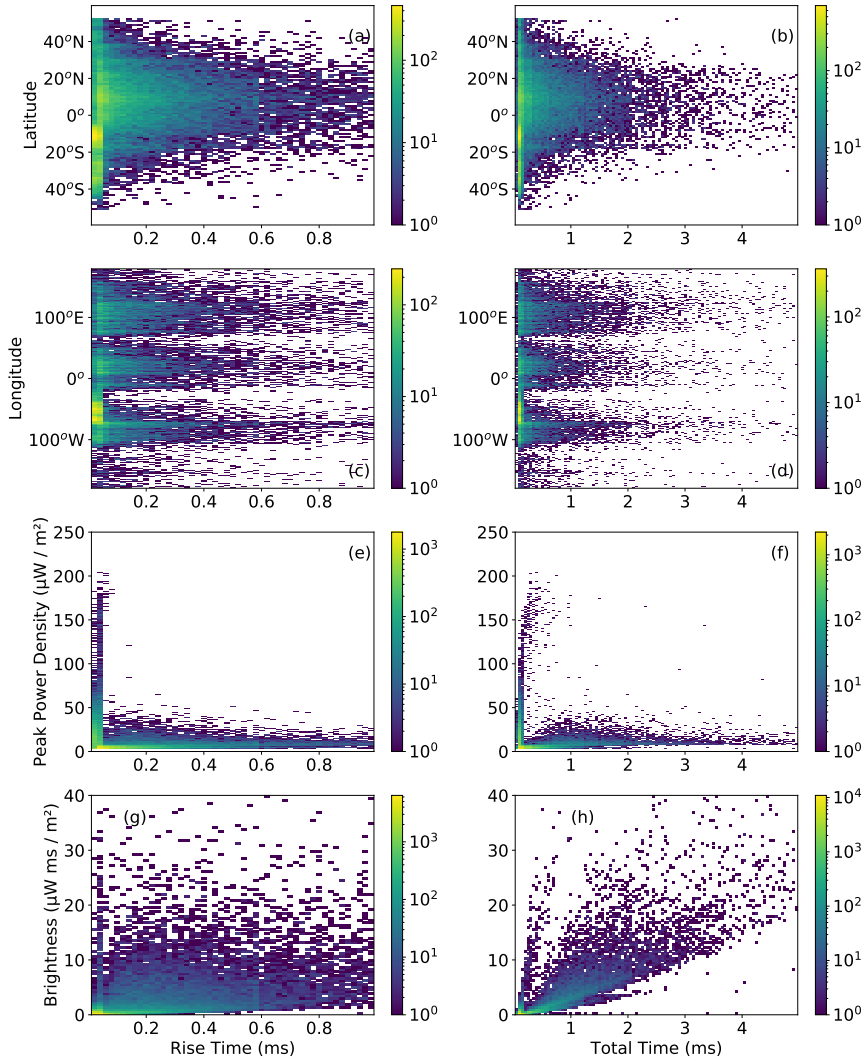 (a)
Latitude
40°N
20°N
0°
20°S
40°S
0.2 0.4 0.6 0.8
10² 10¹ 10⁰
(b)
40°N
20°N
0°
20°S
40°S
1 2 3 4
10² 10¹ 10⁰
(c)
Longitude
100°E
0°
100°W
0.2 0.4 0.6 0.8
10² 10¹ 10⁰
(d)
100°E
0°
100°W
1 2 3 4
10² 10¹ 10⁰
(e)
Peak Power Density (μW / m²)
250
200
150
100
50
0
0.2 0.4 0.6 0.8
10³ 10² 10¹ 10⁰
(f)
250
200
150
100
50
0
1 2 3 4
10³ 10² 10¹ 10⁰
(g)
Brightness (μW ms / m²)
40
30
20
10
0
0.2 0.4 0.6 0.8
Rise Time (ms)
10³ 10² 10¹ 10⁰
(h)
40
30
20
10
0
1 2 3 4
Total Time (ms)
10⁴ 10³ 10² 10¹ 10⁰